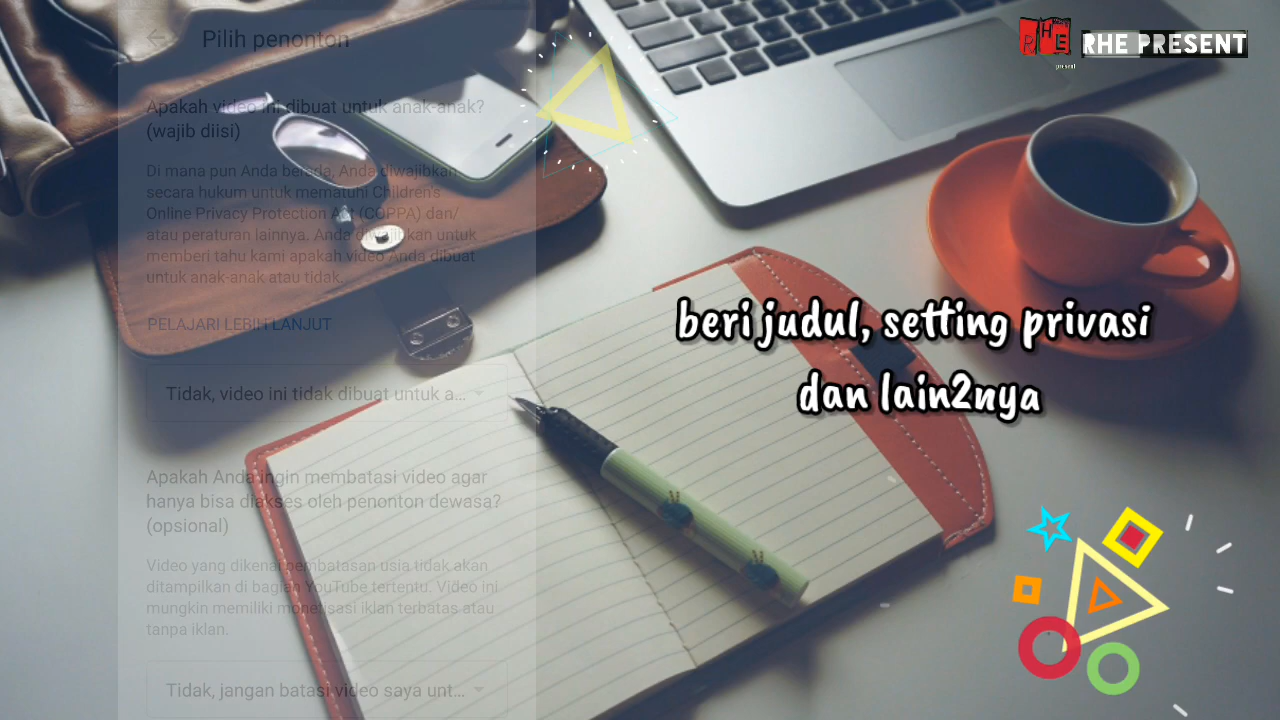 Pilih penonton
Apakah video ini dibuat untuk anak-anak?
(wajib diisi)
Di mana pun Anda berada, Anda diwajibkan
secara hukum untuk mematuhi Children's
Online Privacy Protection Act (COPPA) dan/
atau peraturan lainnya. Anda diwajibkan untuk
memberi tahu kami apakah video Anda dibuat
untuk anak-anak atau tidak.
PELAJARI LEBIH LANJUT
Tidak, video ini tidak dibuat untuk a...
Apakah Anda ingin membatasi video agar
hanya bisa diakses oleh penonton dewasa?
(opsional)
Video yang dikenai pembatasan usia tidak akan
ditampilkan di bagian YouTube tertentu. Video ini
mungkin memiliki monetisasi iklan terbatas atau
tanpa iklan.
Tidak, jangan batasi video saya unt...
RHE RHE PRESENT
present
beri judul, setting privasi
dan lain2nya